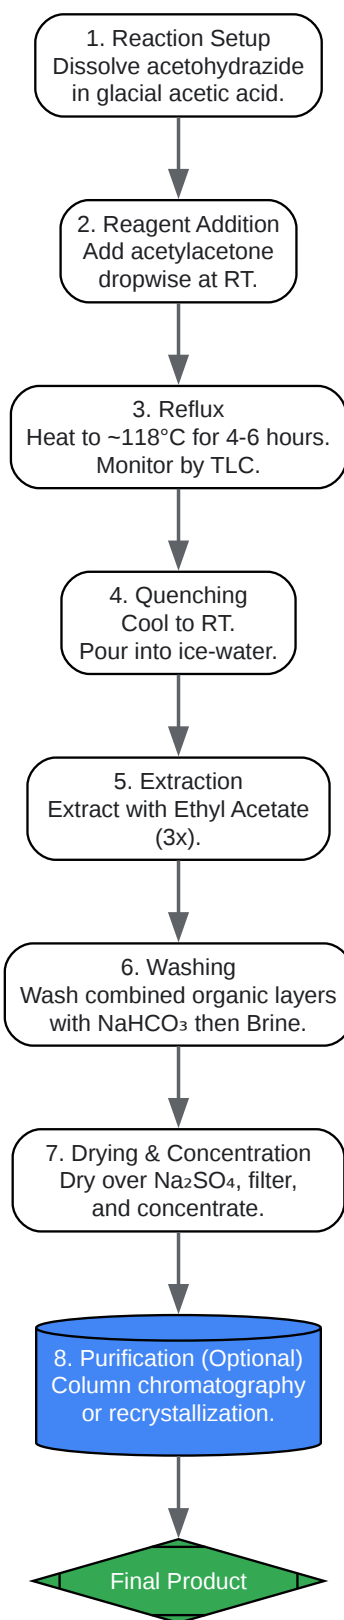 1. Reaction Setup
Dissolve acetohydrazide
in glacial acetic acid.
2. Reagent Addition
Add acetylacetone
dropwise at RT.
3. Reflux
Heat to ~118°C for 4-6 hours.
Monitor by TLC.
4. Quenching
Cool to RT.
Pour into ice-water.
5. Extraction
Extract with Ethyl Acetate
(3x).
6. Washing
Wash combined organic layers
with NaHCO₃ then Brine.
7. Drying & Concentration
Dry over Na₂SO₄, filter,
and concentrate.
8. Purification (Optional)
Column chromatography
or recrystallization.
Final Product